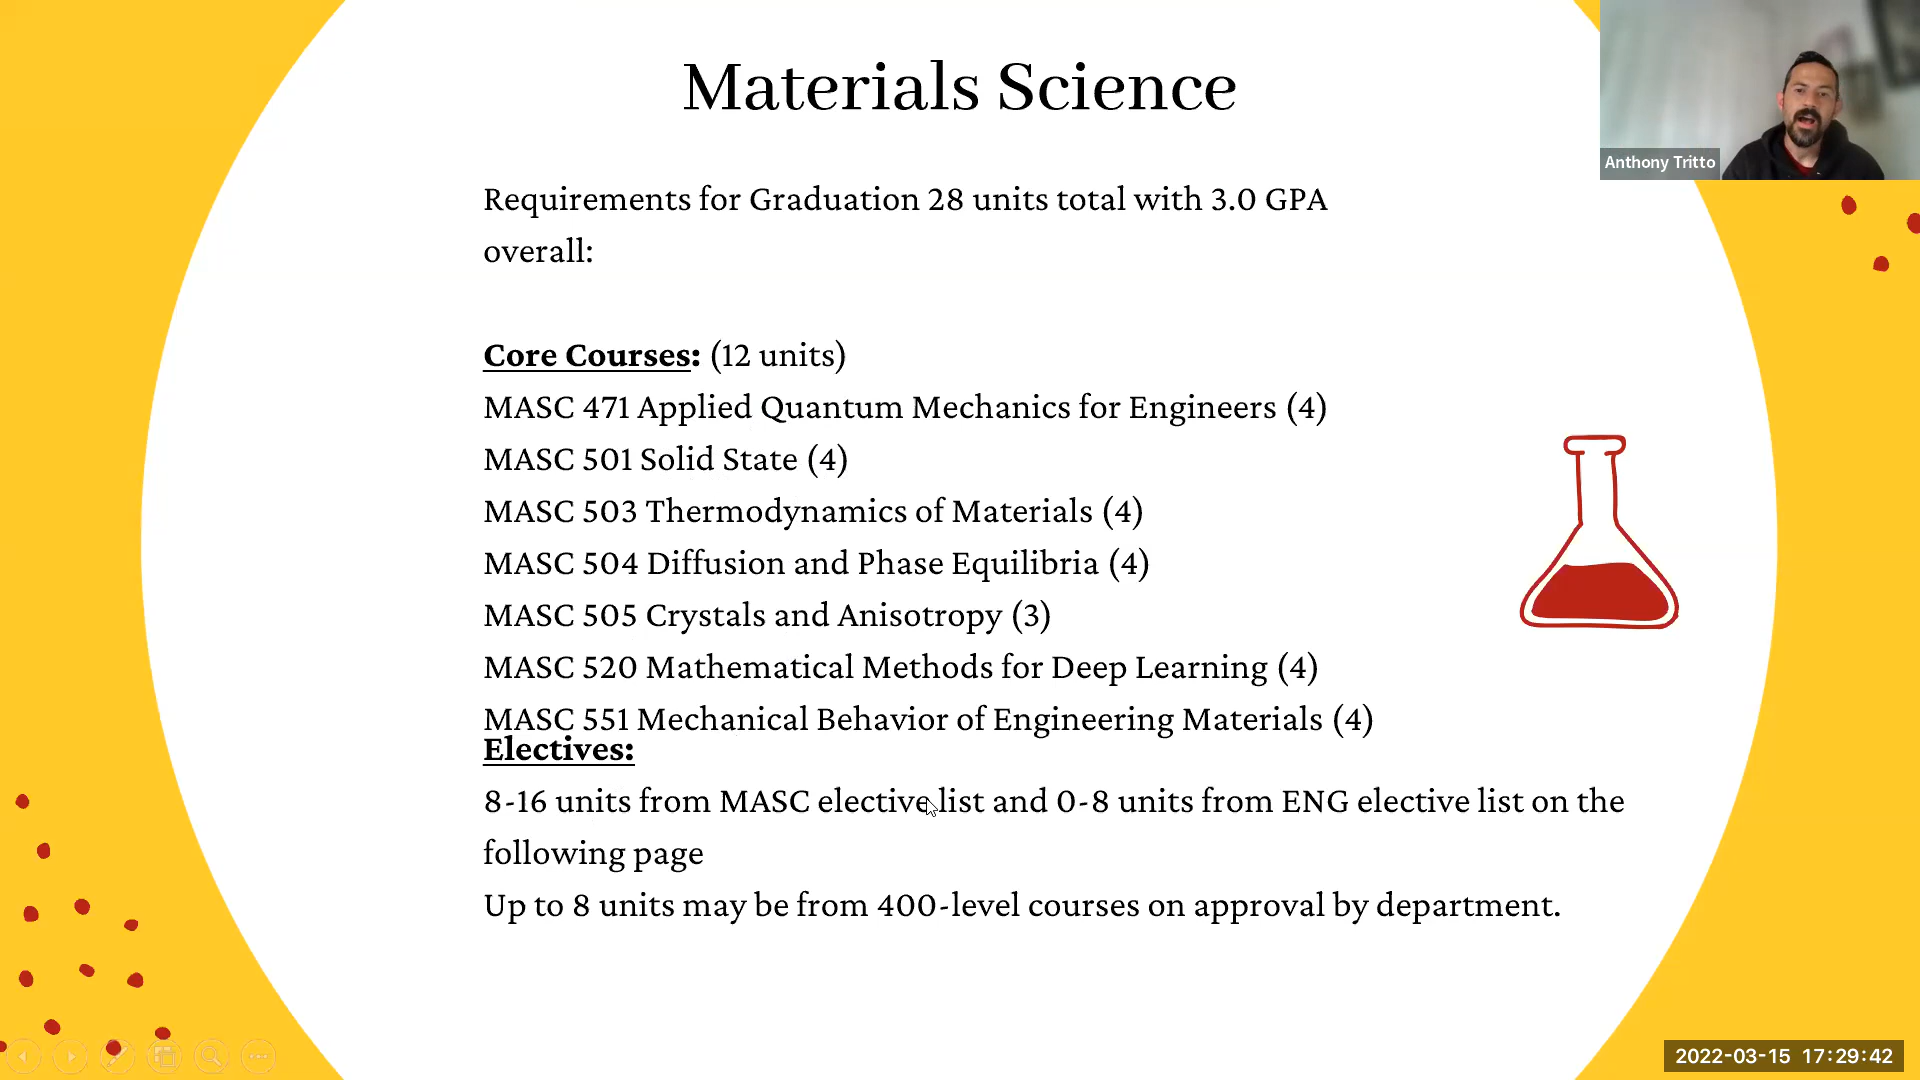 Materials Science
Anthony Tritto
Requirements for Graduation 28 units total with 3.0 GPA
overall:
Core Courses: (12 units)
MASC 471 Applied Quantum Mechanics for Engineers (4)
MASC 501 Solid State (4)
MASC 503 Thermodynamics of Materials (4)
MASC 504 Diffusion and Phase Equilibria (4)
MASC 505 Crystals and Anisotropy (3)
MASC 520 Mathematical Methods for Deep Learning (4)
MASC 551 Mechanical Behavior of Engineering Materials (4)
Electives:
8-16 units from MASC elective list and 0-8 units from ENG elective list on the
following page
Up to 8 units may be from 400-level courses on approval by department.
2022-03-15 17:29:42